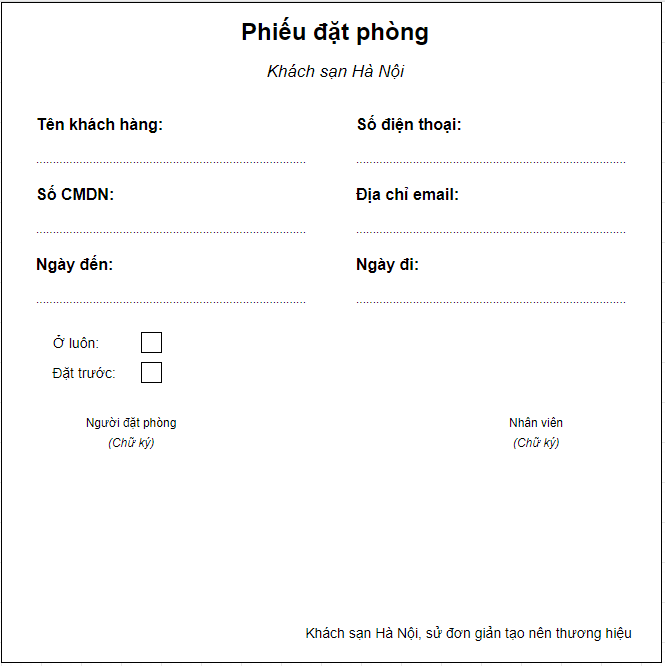 Phiếu đặt phòng
Khách sạn Hà Nội
Tên khách hàng: Số điện thoại:
Số CMDN: Địa chỉ email:
Ngày đến: Ngày đi:
Ở luôn:
Đặt trước:
Người đặt phòng Nhân viên
(Chữ ký) (Chữ ký)
Khách sạn Hà Nội, sử đơn giản tạo nên thương hiệu